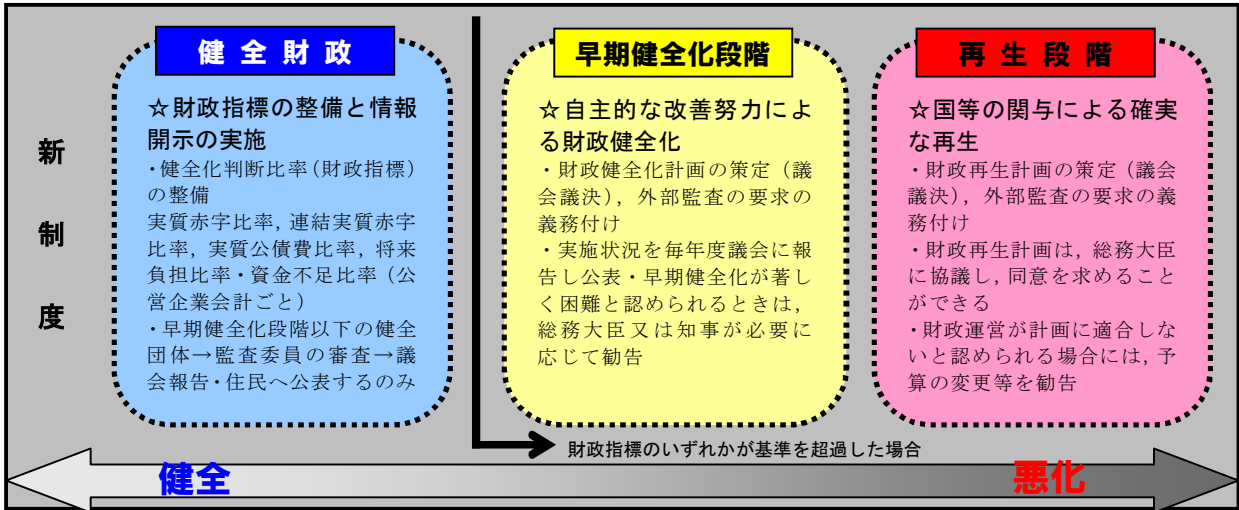 新
制
度
健全財政
☆財政指標の整備と情報
開示の実施
・健全化判断比率(財政指標)
の整備
実質赤字比率,連結実質赤字
比率,実質公債費比率,将来
負担比率・資金不足比率(公
営企業会計ごと)
・早期健全化段階以下の健全
団体→監査委員の審査→議
会報告・住民へ公表するのみ
早期健全化段階
☆自主的な改善努力によ
る財政健全化
・財政健全化計画の策定(議
会議決),外部監査の要求の
義務付け
・実施状況を毎年度議会に報
告し公表・早期健全化が著し
く困難と認められるときは,
総務大臣又は知事が必要に
応じて勧告
再生段階
☆国等の関与による確実
な再生
・財政再生計画の策定(議会
議決),外部監査の要求の義
務付け
・財政再生計画は,総務大臣
に協議し,同意を求めること
ができる
・財政運営が計画に適合しな
いと認められる場合には,予
算の変更等を勧告
財政指標のいずれかが基準を超過した場合
健全
悪化